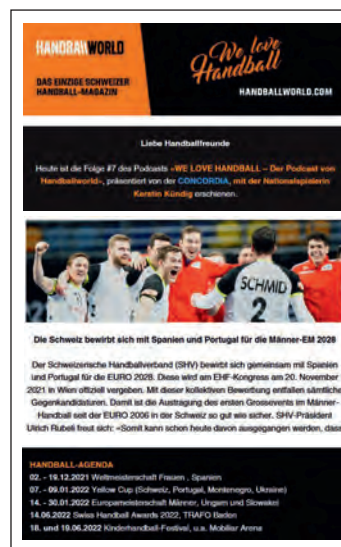 HANDBALLWORLD
DAS EINZIGE SCHWEIZER
HANDBALL-MAGAZIN
We love
Handball
HANDBALLWORLD.COM
Liebe Handballfreunde
Heute ist die Folge #7 des Podcasts «WE LOVE HANDBALL – Der Podcast von
Handballworld», präsentiert von der CONCORDIA, mit der Nationalspielerin
Kerstin Kündig erschienen.
SCHMID
2
Die Schweiz bewirbt sich mit Spanien und Portugal für die Männer-EM 2028
Der Schweizerische Handballverband (SHV) bewirbt sich gemeinsam mit Spanien
und Portugal für die EURO 2028. Diese wird am EHF-Kongress am 20. November
2021 in Wien offiziell vergeben. Mit dieser kollektiven Bewerbung entfallen sämtliche
Gegenkandidaturen. Damit ist die Austragung des ersten Grossevents im Männer-
Handball seit der EURO 2006 in der Schweiz so gut wie sicher. SHV-Präsident
Ulrich Rubeli freut sich: «Somit kann schon heute davon ausgegangen werden, dass
HANDBALL-AGENDA
02. - 19.12.2021 Weltmeisterschaft Frauen , Spanien
07. - 09.01.2022 Yellow Cup (Schweiz, Portugal, Montenegro, Ukraine)
14. - 30.01.2022 Europameisterschaft Männer, Ungarn und Slowakei
14.06.2022 Swiss Handball Awards 2022, TRAFO Baden
18. und 19.06.2022 Kinderhandball-Festival, u.a. Mobiliar Arena